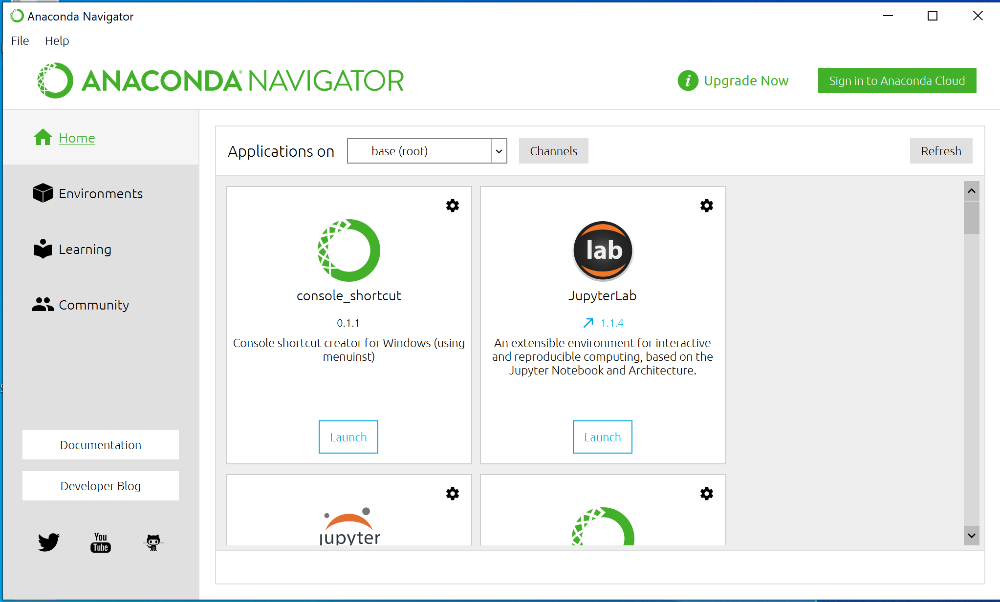 Anaconda Navigator
File Help
ANACONDA® NAVIGATOR
i Upgrade Now
Sign in to Anaconda Cloud
Home
Environments
Learning
Community
Documentation
Developer Blog
You
Tube
Applications on
base (root)
Channels
Refresh
console_shortcut
0.1.1
Console shortcut creator for Windows (using
menuinst)
Launch
lab
JupyterLab
1.1.4
An extensible environment for interactive
and reproducible computing, based on the
Jupyter Notebook and Architecture.
Launch
jupyter